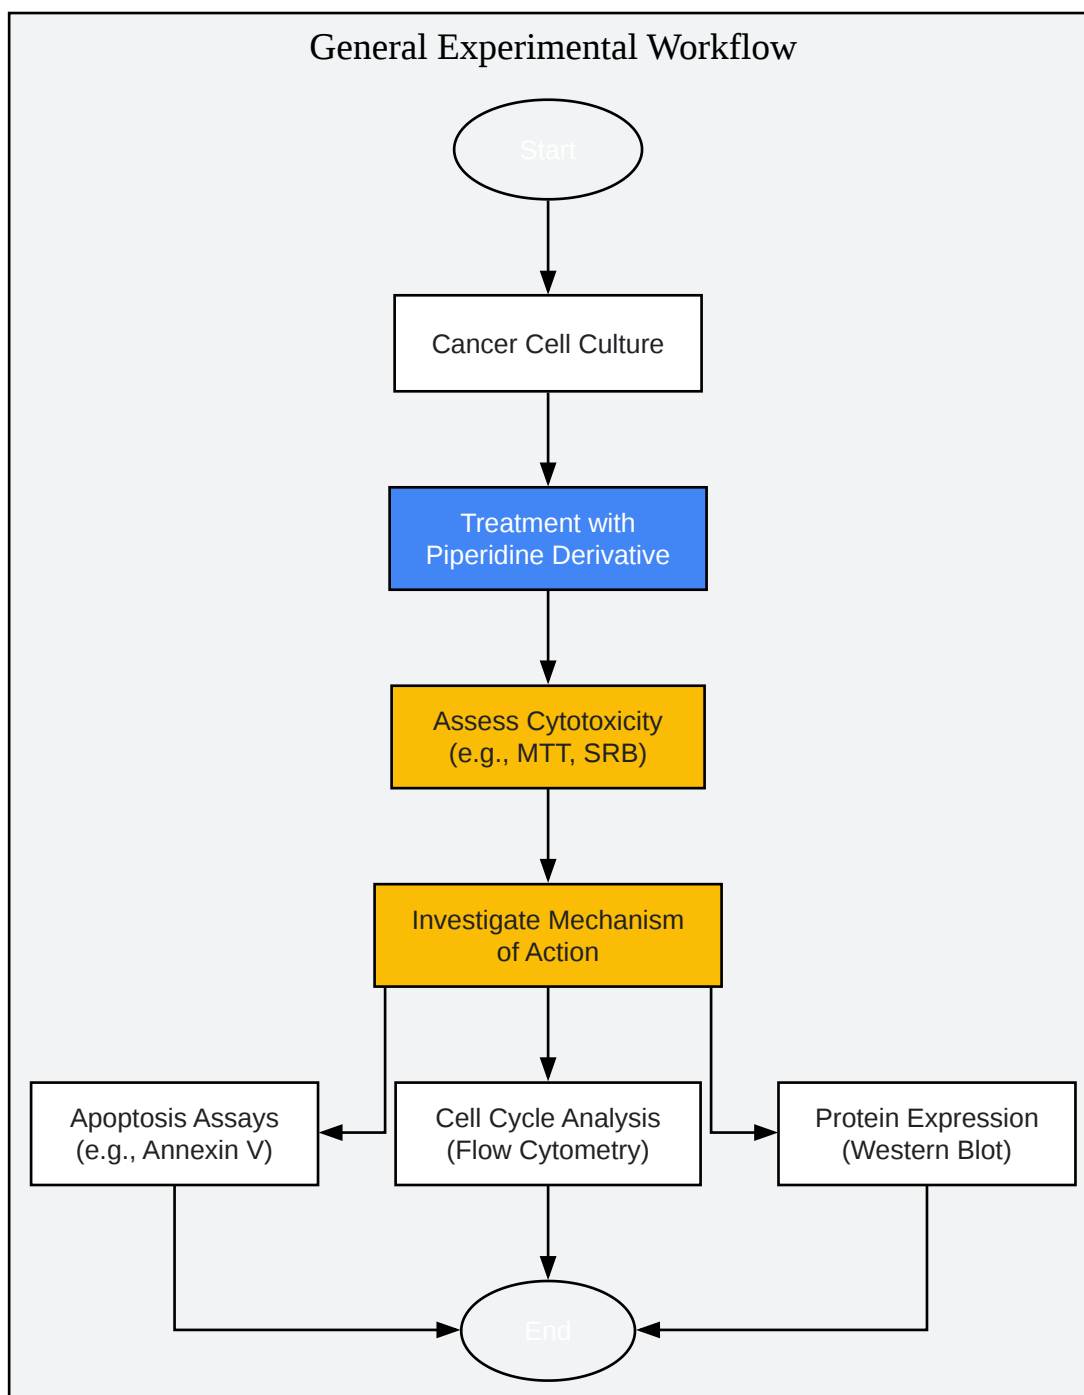 General Experimental Workflow
Start
Cancer Cell Culture
Treatment with
Piperidine Derivative
Assess Cytotoxicity
(e.g., MTT, SRB)
Investigate Mechanism
of Action
Apoptosis Assays
(e.g., Annexin V)
Cell Cycle Analysis
(Flow Cytometry)
Protein Expression
(Western Blot)
End